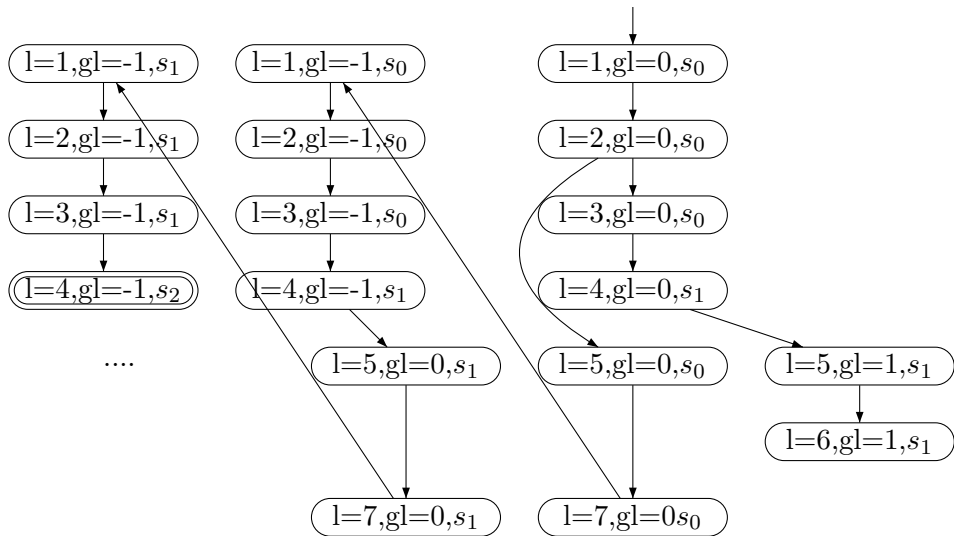 l=1,gl=-1,s₁ l=1,gl=-1,s₀ l=1,gl=0,s₀
l=2,gl=-1,s₁ l=2,gl=-1,s₀ l=2,gl=0,s₀
l=3,gl=-1,s₁ l=3,gl=-1,s₀ l=3,gl=0,s₀
l=4,gl=-1,s₂ l=4,gl=-1,s₁ l=4,gl=0,s₁
.... l=5,gl=0,s₁ l=5,gl=0,s₀ l=5,gl=1,s₁
l=6,gl=1,s₁
l=7,gl=0,s₁ l=7,gl=0s₀